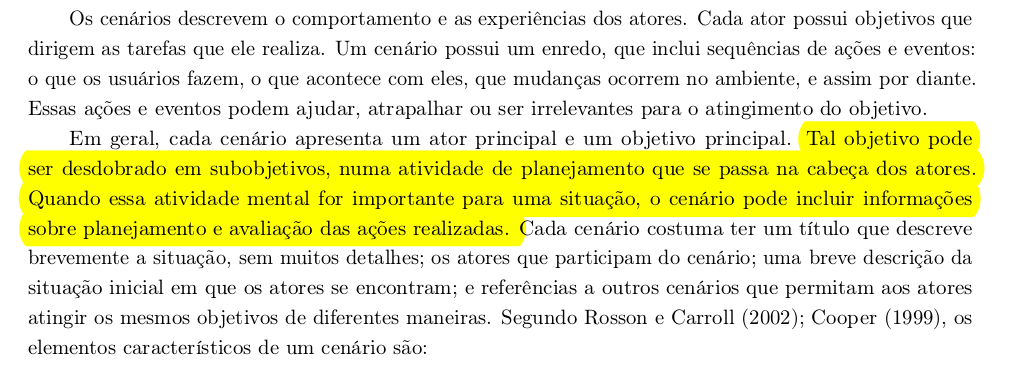 Os cenários descrevem o comportamento e as experiências dos atores. Cada ator possui objetivos que
dirigem as tarefas que ele realiza. Um cenário possui um enredo, que inclui sequências de ações e eventos:
o que os usuários fazem, o que acontece com eles, que mudanças ocorrem no ambiente, e assim por diante.
Essas ações e eventos podem ajudar, atrapalhar ou ser irrelevantes para o atingimento do objetivo.
Em geral, cada cenário apresenta um ator principal e um objetivo principal. Tal objetivo pode
ser desdobrado em subobjetivos, numa atividade de planejamento que se passa na cabeça dos atores.
Quando essa atividade mental for importante para uma situação, o cenário pode incluir informações
sobre planejamento e avaliação das ações realizadas. Cada cenário costuma ter um título que descreve
brevemente a situação, sem muitos detalhes; os atores que participam do cenário; uma breve descrição da
situação inicial em que os atores se encontram; e referências a outros cenários que permitam aos atores
atingir os mesmos objetivos de diferentes maneiras. Segundo Rosson e Carroll (2002); Cooper (1999), os
elementos característicos de um cenário são: